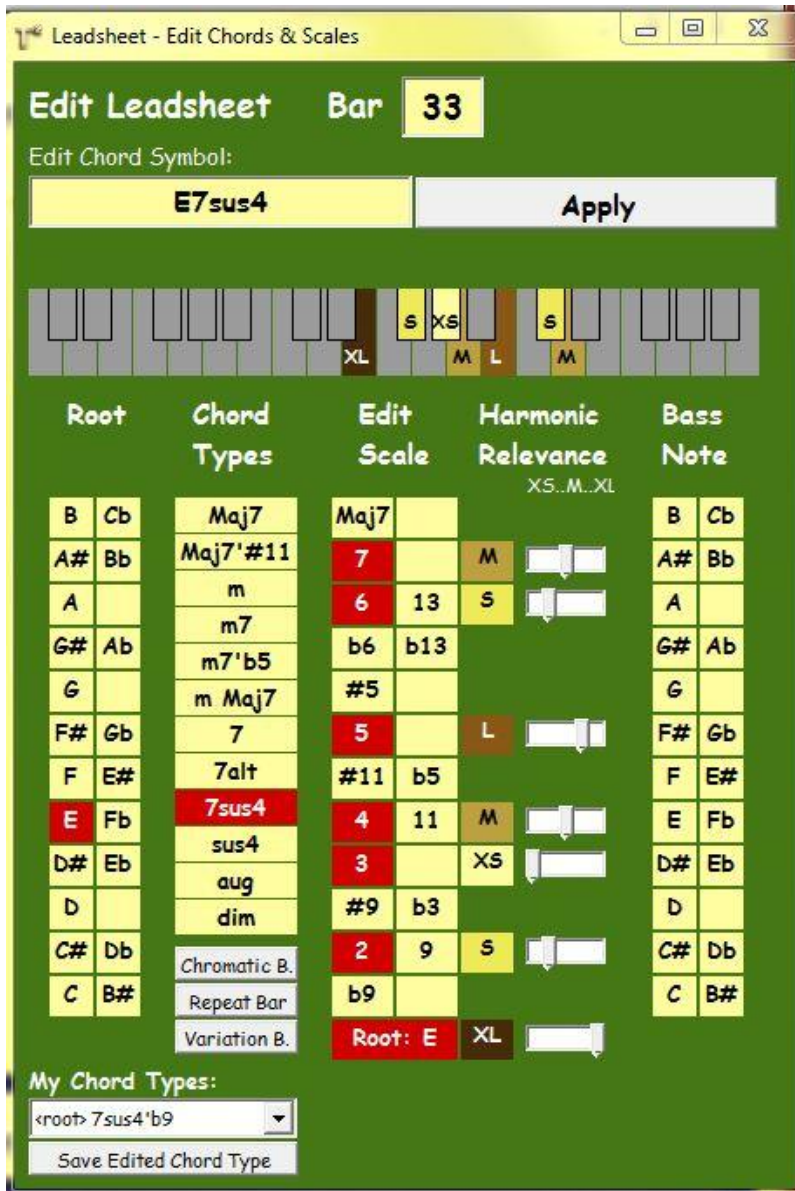 Leadsheet - Edit Chords & Scales
Edit Leadsheet Bar 33
Edit Chord Symbol:
E7sus4 Apply
S XS S
XL M L M
Root Chord Types Edit Scale Harmonic Relevance Bass Note
XS..M..XL
B Cb Maj7 Maj7 B Cb
A# Bb Maj7'#11 7 M A# Bb
A m 6 13 S A
m7
G# Ab m7'b5 b6 b13 G# Ab
G m Maj7 #5 G
F# Gb 7 5 L F# Gb
F E# 7alt #11 b5 F E#
E Fb 7sus4 4 11 M E Fb
D# Eb sus4 3 XS D# Eb
aug
D dim #9 b3 D
C# Db Chromatic B. 2 9 S C# Db
C B# Repeat Bar b9 C B#
Variation B. Root: E XL
My Chord Types:
<root> 7sus4'b9
Save Edited Chord Type